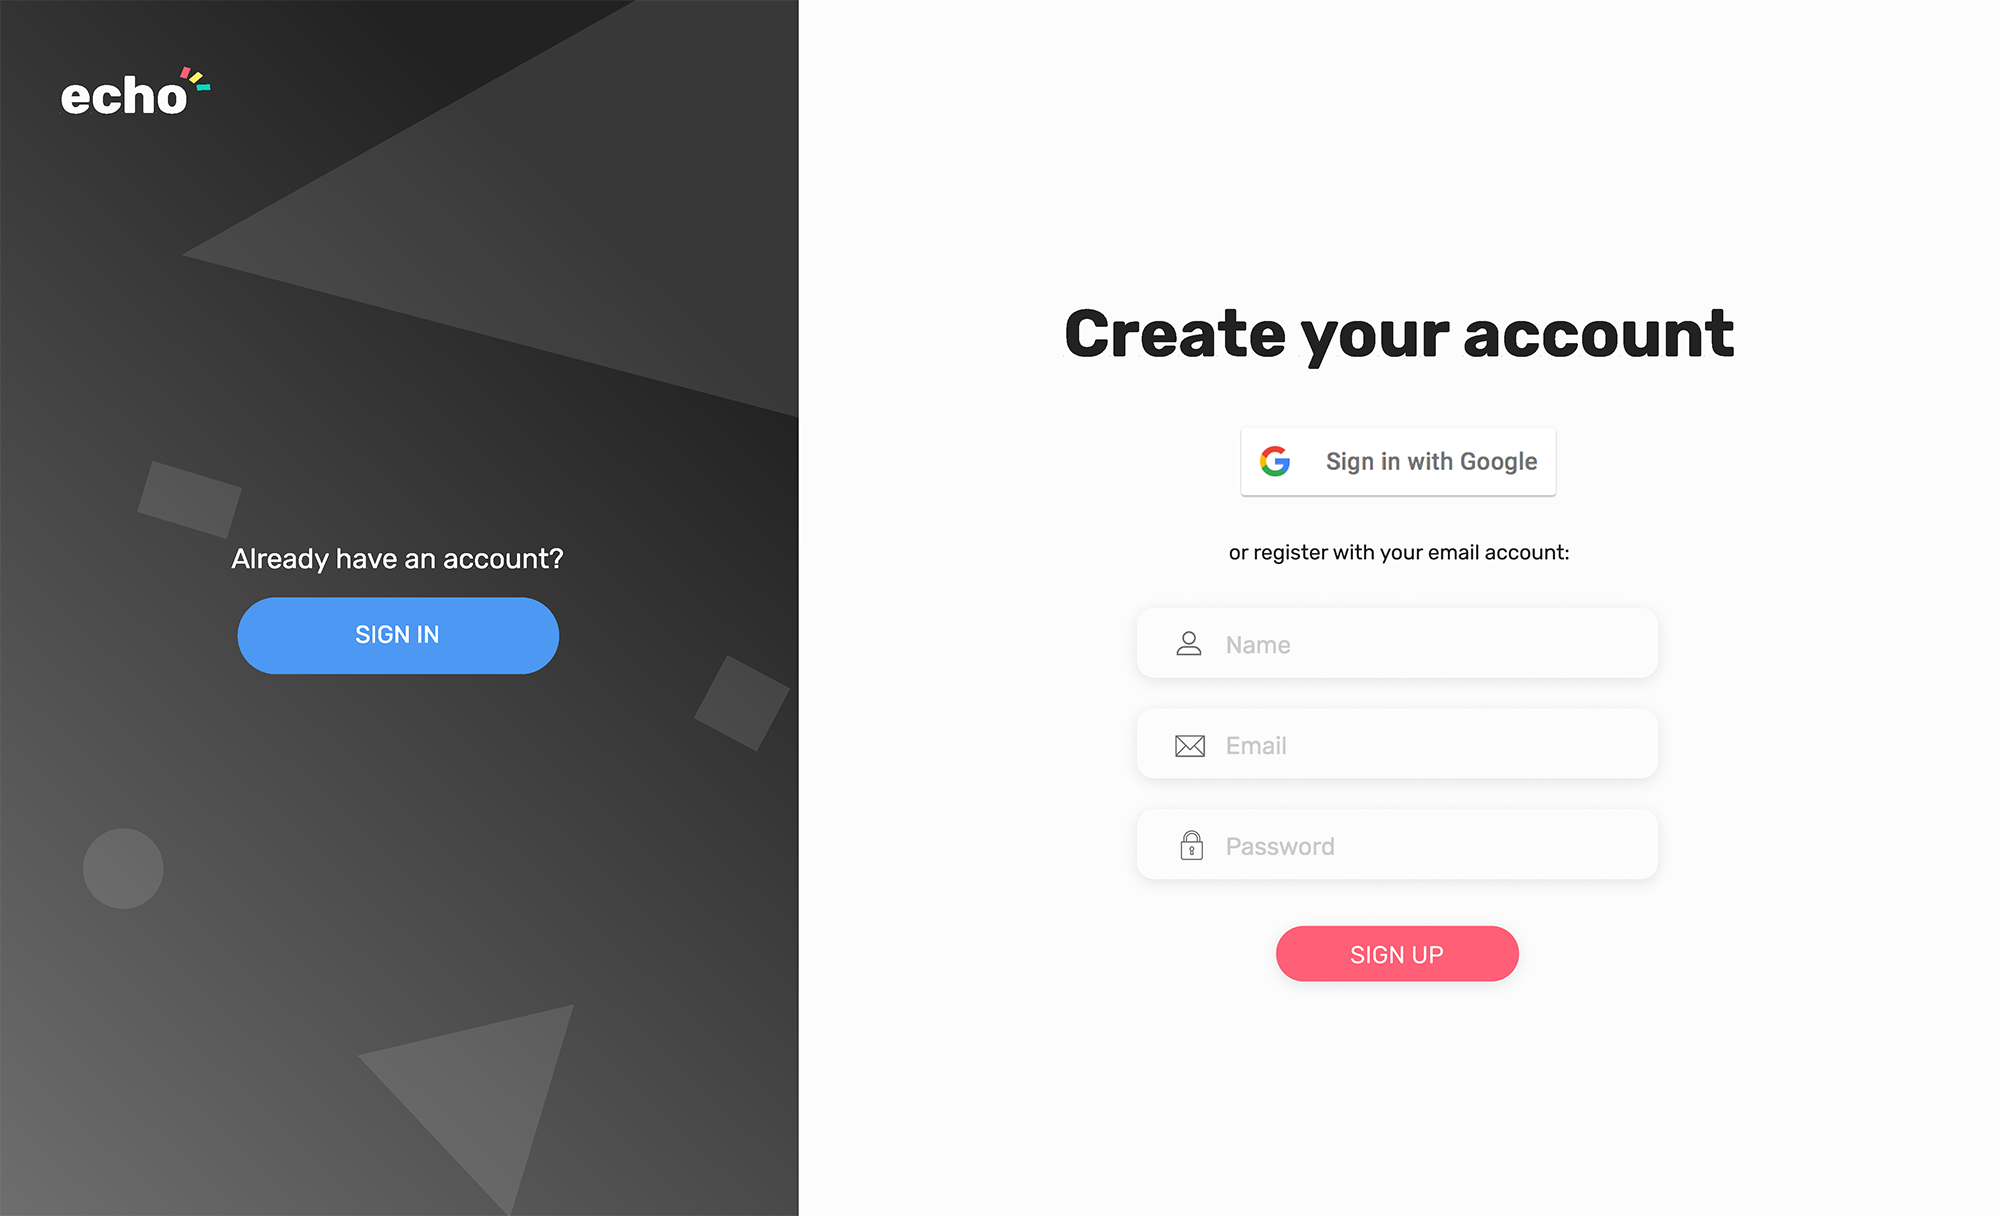 echo
Already have an account?
SIGN IN
Create your account
Sign in with Google
or register with your email account:
Name
Email
Password
SIGN UP